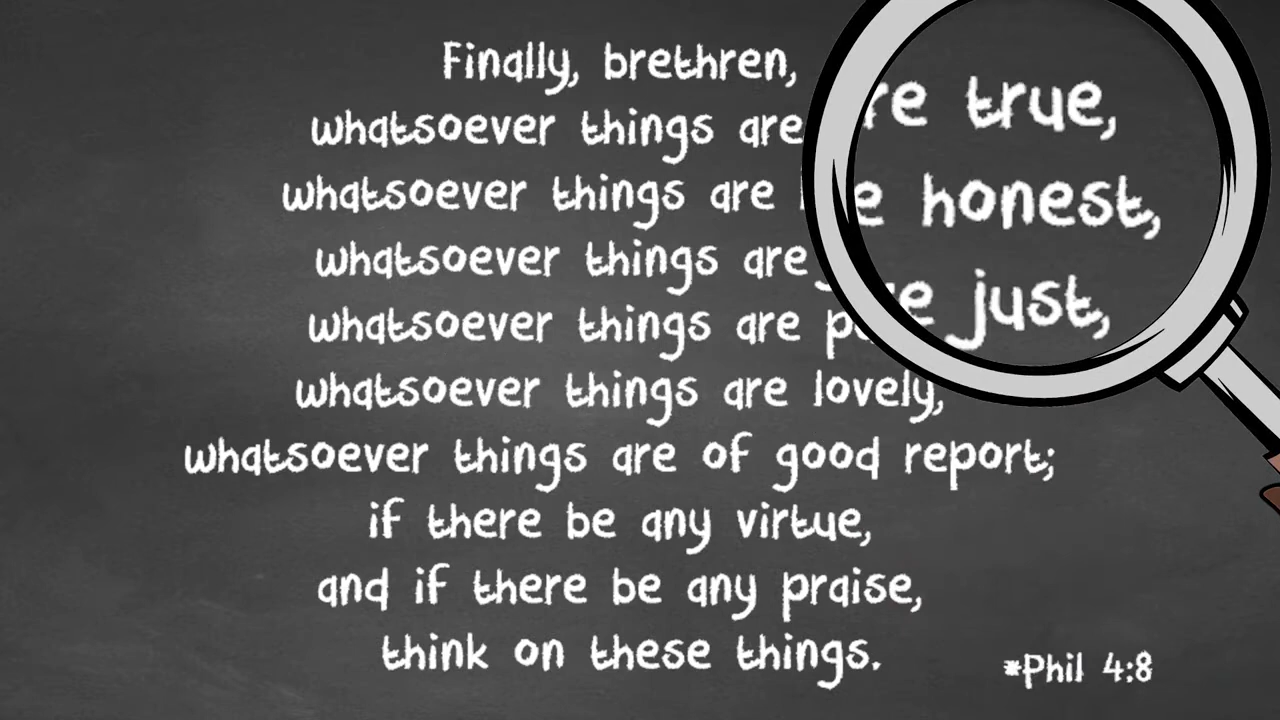 Finally, brethren,
whatsoever things are true,
whatsoever things are honest,
whatsoever things are just,
whatsoever things are
whatsoever things are lovely,
whatsoever things are of good report;
if there be any virtue,
and if there be any praise,
think on these things.
*Phil 4:8